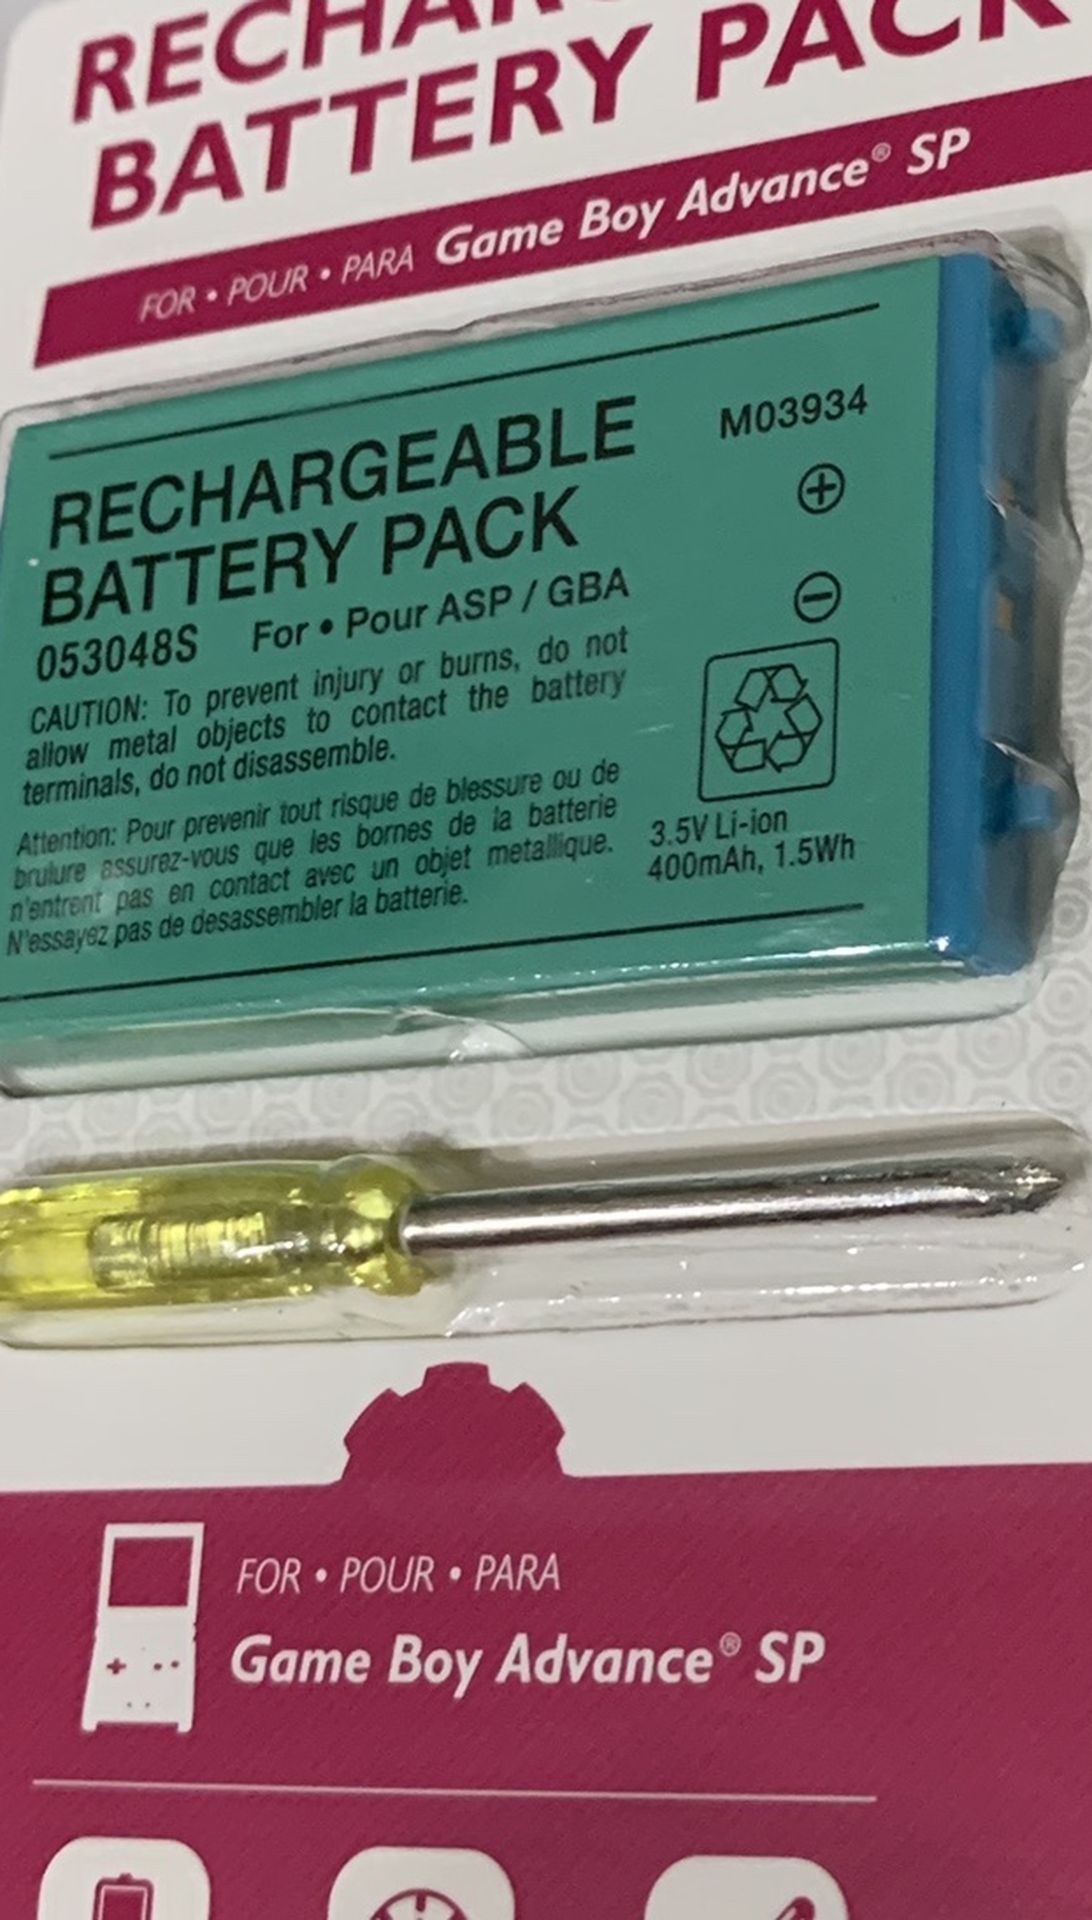 BATTERY PACK
FOR • POUR • PARA Game Boy Advance® SP
RECHARGEABLE
BATTERY PACK
053048S For • Pour ASP / GBA
CAUTION: To prevent injury or burns, do not
allow metal objects to contact the battery
terminals, do not disassemble.
Attention: Pour prevenir tout risque de blessure ou de
brulure assurez-vous que les bornes de la batterie
n'entrent pas en contact avec un objet metallique.
N'essayez pas de desassembler la batterie.
M03934
+
−
3.5V Li-ion
400mAh, 1.5Wh
FOR • POUR • PARA
Game Boy Advance® SP